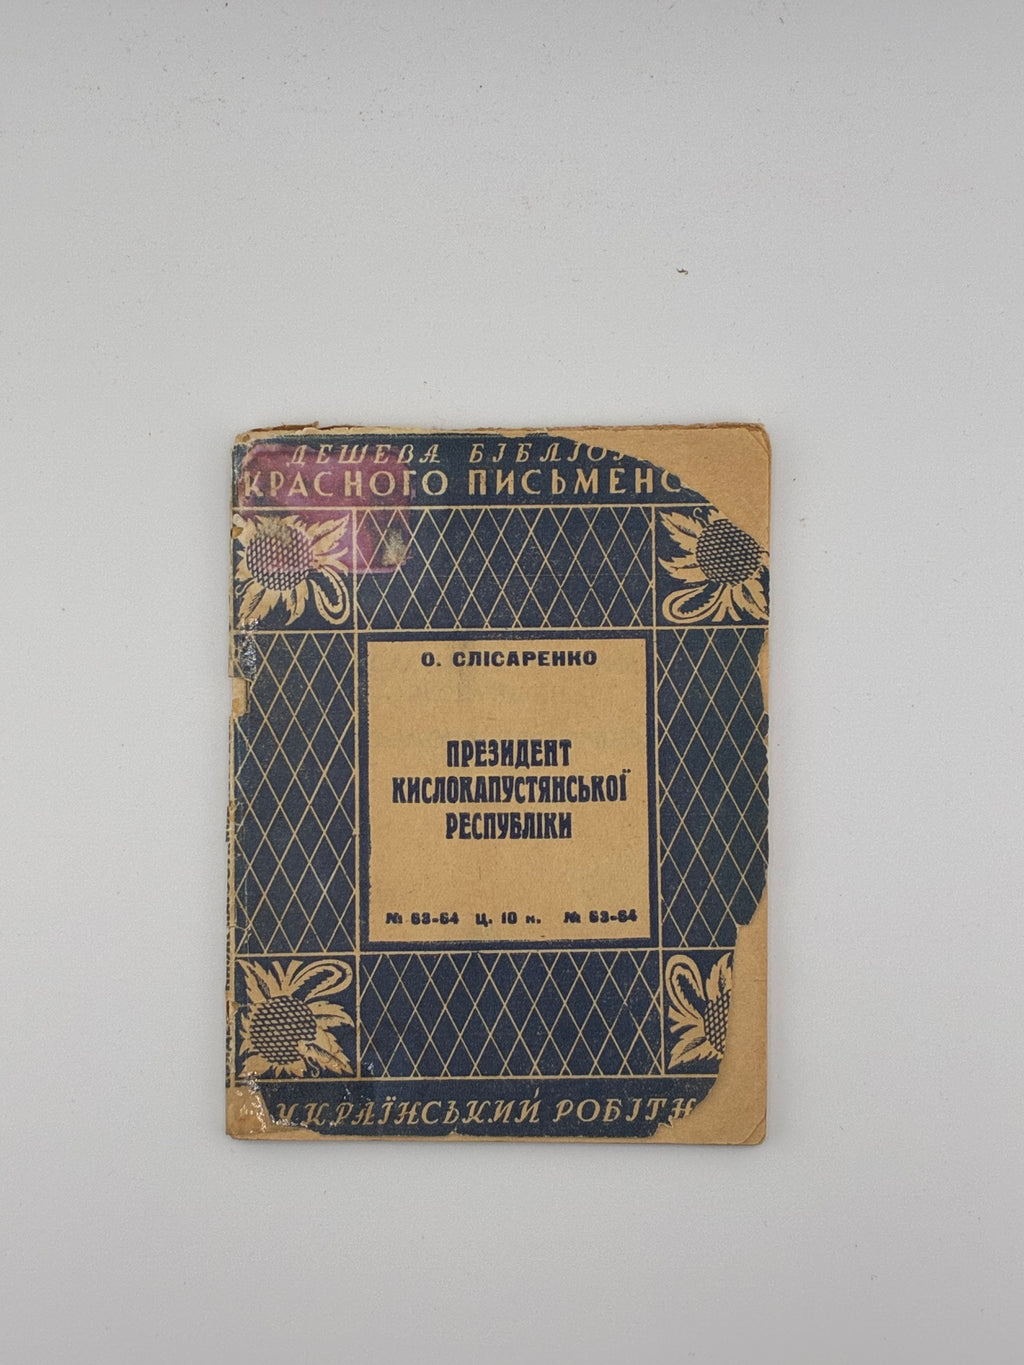 ДЕШЕВА БІБЛІО
КРАСНОГО ПИСЬМЕНС
О. СЛІСАРЕНКО
ПРЕЗИДЕНТ
КИСЛОКАПУСТЯНСЬКОЇ
РЕСПУБЛІКИ
№ 63-64 Ц. 10 к. № 63-64
УКРАЇНСЬКИЙ РОБІТН